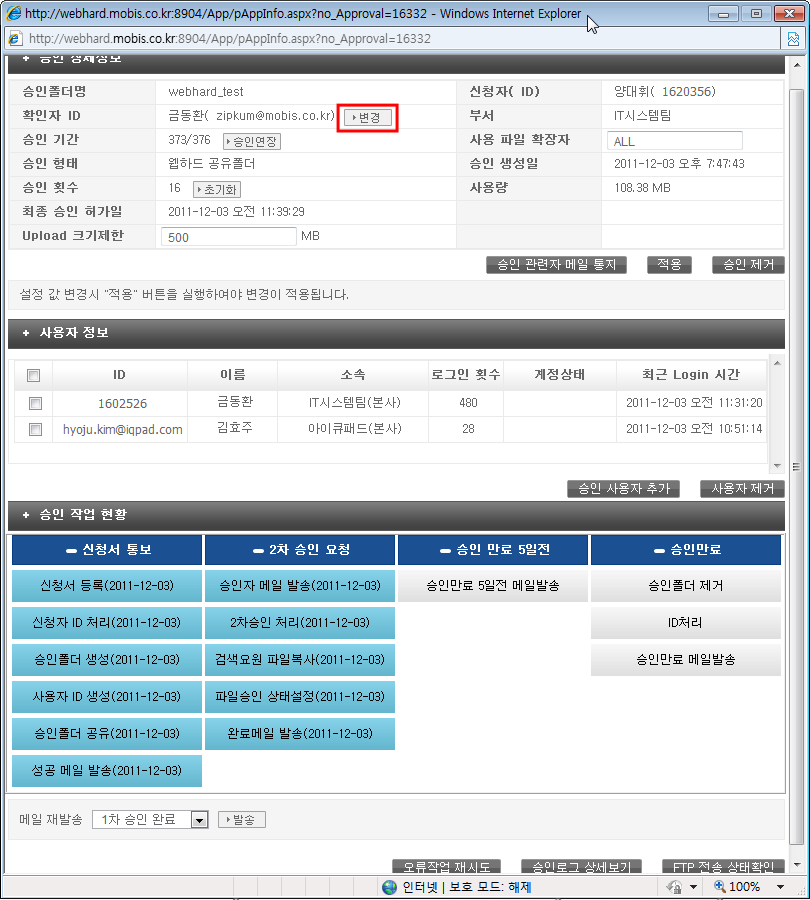 http://webhard.mobis.co.kr:8904/App/pAppInfo.aspx?no_Approval=16332 - Windows Internet Explorer
http://webhard.mobis.co.kr:8904/App/pAppInfo.aspx?no_Approval=16332
+ 승인 상세정보
승인폴더명 webhard_test 신청자( ID) 양대휘( 1620356)
확인자 ID 금동환( zipkum@mobis.co.kr) 변경 부서 IT시스템팀
승인 기간 373/376 승인연장 사용 파일 확장자 ALL
승인 형태 웹하드 공유폴더 승인 생성일 2011-12-03 오후 7:47:43
승인 횟수 16 초기화 사용량 108.38 MB
최종 승인 허가일 2011-12-03 오전 11:39:29
Upload 크기제한 500 MB
승인 관련자 메일 통지 적용 승인 제거
설정 값 변경시 "적용" 버튼을 실행하여야 변경이 적용됩니다.
+ 사용자 정보
ID 이름 소속 로그인 횟수 계정상태 최근 Login 시간
1602526 금동환 IT시스템팀(본사) 480 2011-12-03 오전 11:31:20
hyoju.kim@iqpad.com 김효주 아이큐패드(본사) 28 2011-12-03 오전 10:51:14
승인 사용자 추가 사용자 제거
+ 승인 작업 현황
신청서 통보 2차 승인 요청 승인 만료 5일전 승인만료
신청서 등록(2011-12-03) 승인자 메일 발송(2011-12-03) 승인만료 5일전 메일발송 승인폴더 제거
신청자 ID 처리(2011-12-03) 2차승인 처리(2011-12-03) ID처리
승인폴더 생성(2011-12-03) 검색요원 파일복사(2011-12-03) 승인만료 메일발송
사용자 ID 생성(2011-12-03) 파일승인 상태설정(2011-12-03)
승인폴더 공유(2011-12-03) 완료메일 발송(2011-12-03)
성공 메일 발송(2011-12-03)
메일 재발송 1차 승인 완료 발송
오류작업 재시도 승인로그 상세보기 FTP 전송 상태확인
인터넷 | 보호 모드: 해제 100%